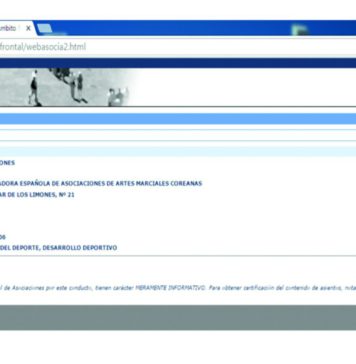 mbito
frontal/webasocia2.html
ONES
ADORA ESPAÑOLA DE ASOCIACIONES DE ARTES MARCIALES COREANAS
AR DE LOS LIMONES, Nº 21
06
DEL DEPORTE, DESARROLLO DEPORTIVO
l de Asociaciones por este conducto, tienen carácter MERAMENTE INFORMATIVO. Para obtener certificación del contenido de asientos, nota